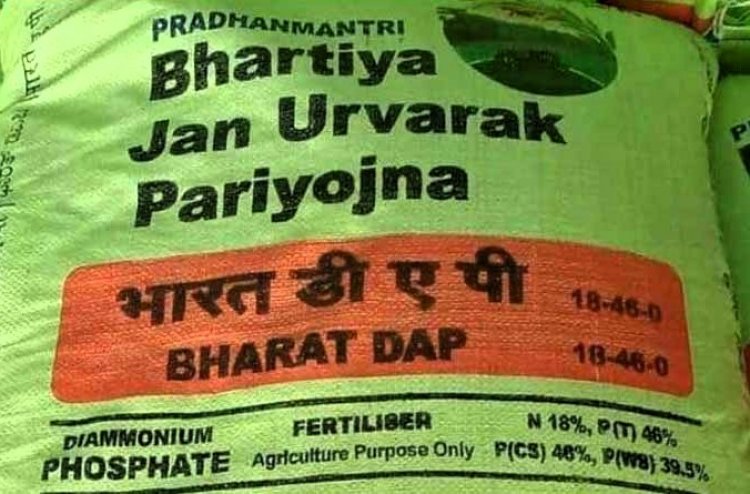 PRADHANMANTRI
Bhartiya
Jan Urvarak
Pariyojna
भारत डी ए पी 18-46-0
BHARAT DAP 18-46-0
DIAMMONIUM
PHOSPHATE
FERTILISER
Agriculture Purpose Only
N 18%, P(T) 46%
P(CS) 46%, P(WS) 39.5%